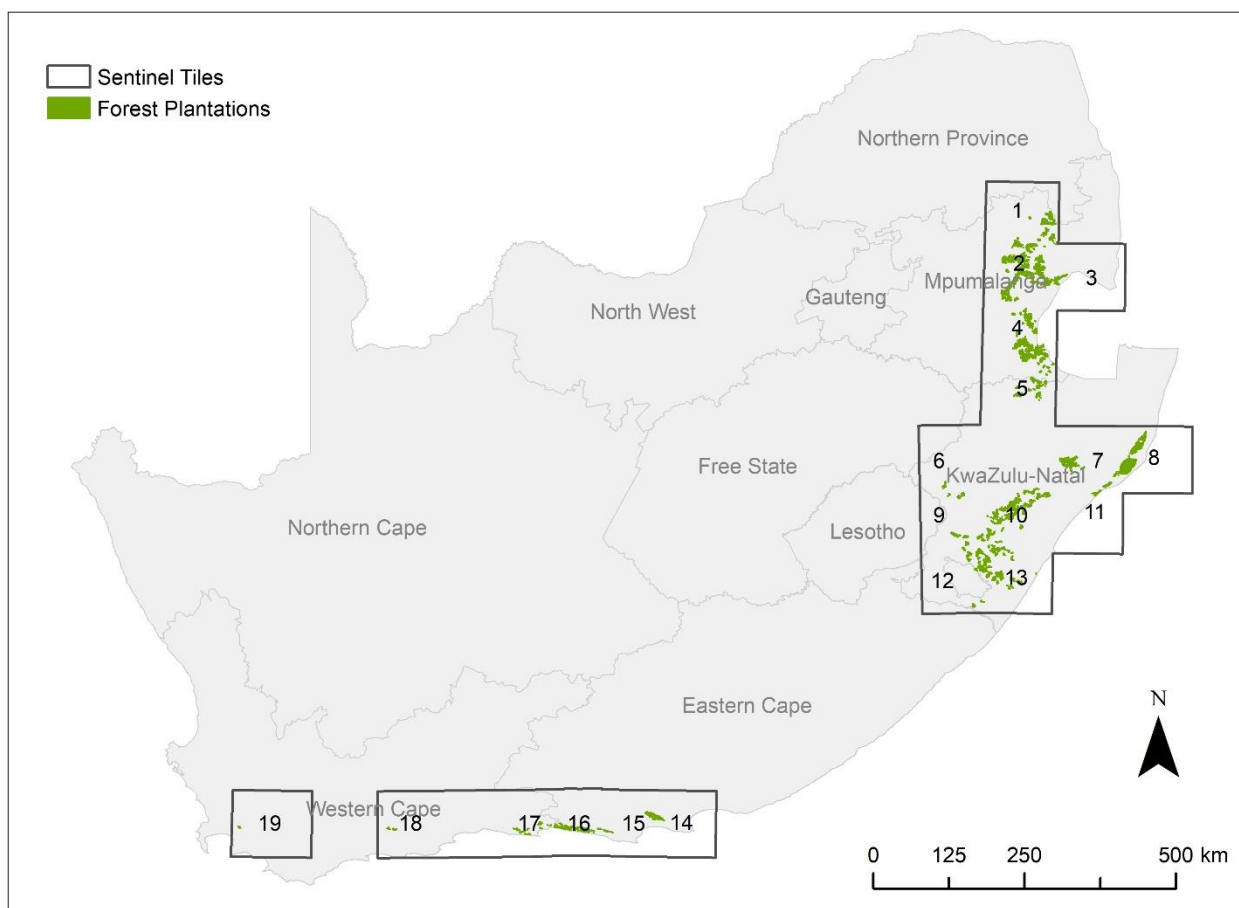 Sentinel Tiles
Forest Plantations
Northern Province
1
2
3
Mpumalanga
Gauteng
North West
4
5
6
7
8
KwaZulu-Natal
Free State
9
10
11
Northern Cape
Lesotho
12
13
Eastern Cape
N
Western Cape
19
18
17
16
15
14
0 125 250 500 km